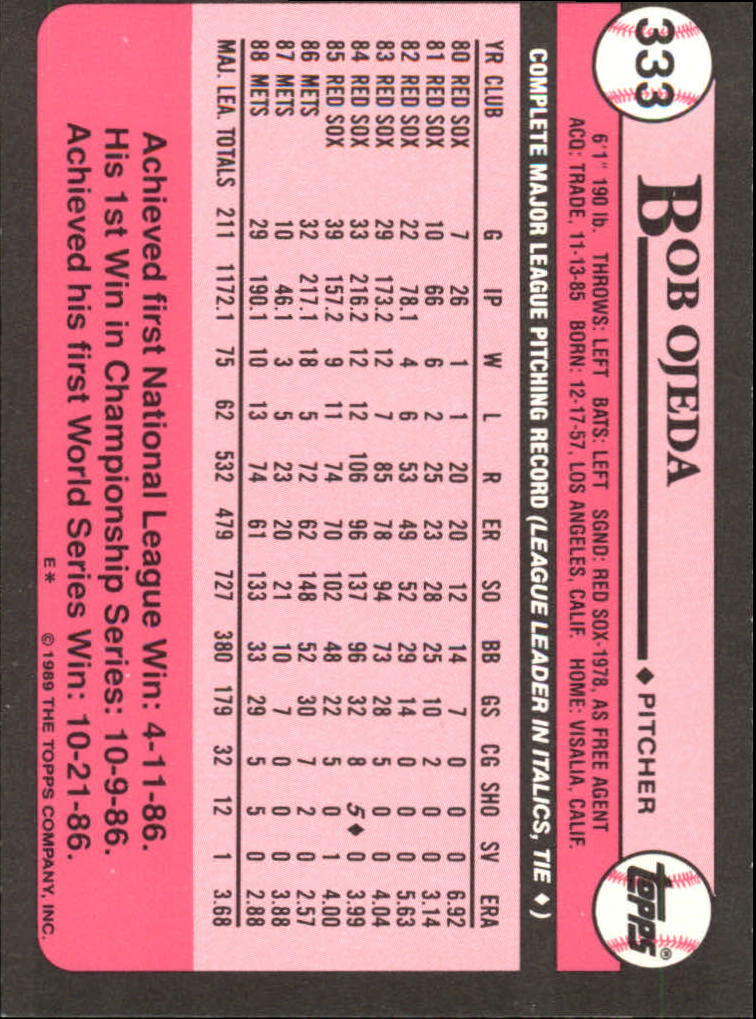 333
BOB OJEDA ♦ PITCHER
Topps®
6'1" 190 lb. THROWS: LEFT BATS: LEFT SGND: RED SOX-1978, AS FREE AGENT
ACQ: TRADE, 11-13-85 BORN: 12-17-57, LOS ANGELES, CALIF. HOME: VISALIA, CALIF.
COMPLETE MAJOR LEAGUE PITCHING RECORD (LEAGUE LEADER IN ITALICS, TIE ♦)
YR CLUB G IP W L R ER SO BB GS CG SHO SV ERA
80 RED SOX 7 26 1 1 20 20 12 14 7 0 0 0 6.92
81 RED SOX 10 66 6 2 25 23 28 25 10 2 0 0 3.14
82 RED SOX 22 78.1 4 6 53 49 52 29 14 0 0 0 5.63
83 RED SOX 29 173.2 12 7 85 78 94 73 28 5 0 0 4.04
84 RED SOX 33 216.2 12 12 106 96 137 96 32 8 5♦ 0 3.99
85 RED SOX 39 157.2 9 11 74 70 102 48 22 5 0 1 4.00
86 METS 32 217.1 18 5 72 62 148 52 30 7 2 0 2.57
87 METS 10 46.1 3 5 23 20 21 10 7 0 0 0 3.88
88 METS 29 190.1 10 13 74 61 133 33 29 5 5 0 2.88
MAJ. LEA. TOTALS 211 1172.1 75 62 532 479 727 380 179 32 12 1 3.68
Achieved first National League Win: 4-11-86.
His 1st Win in Championship Series: 10-9-86.
Achieved his first World Series Win: 10-21-86.
E* © 1989 THE TOPPS COMPANY, INC.